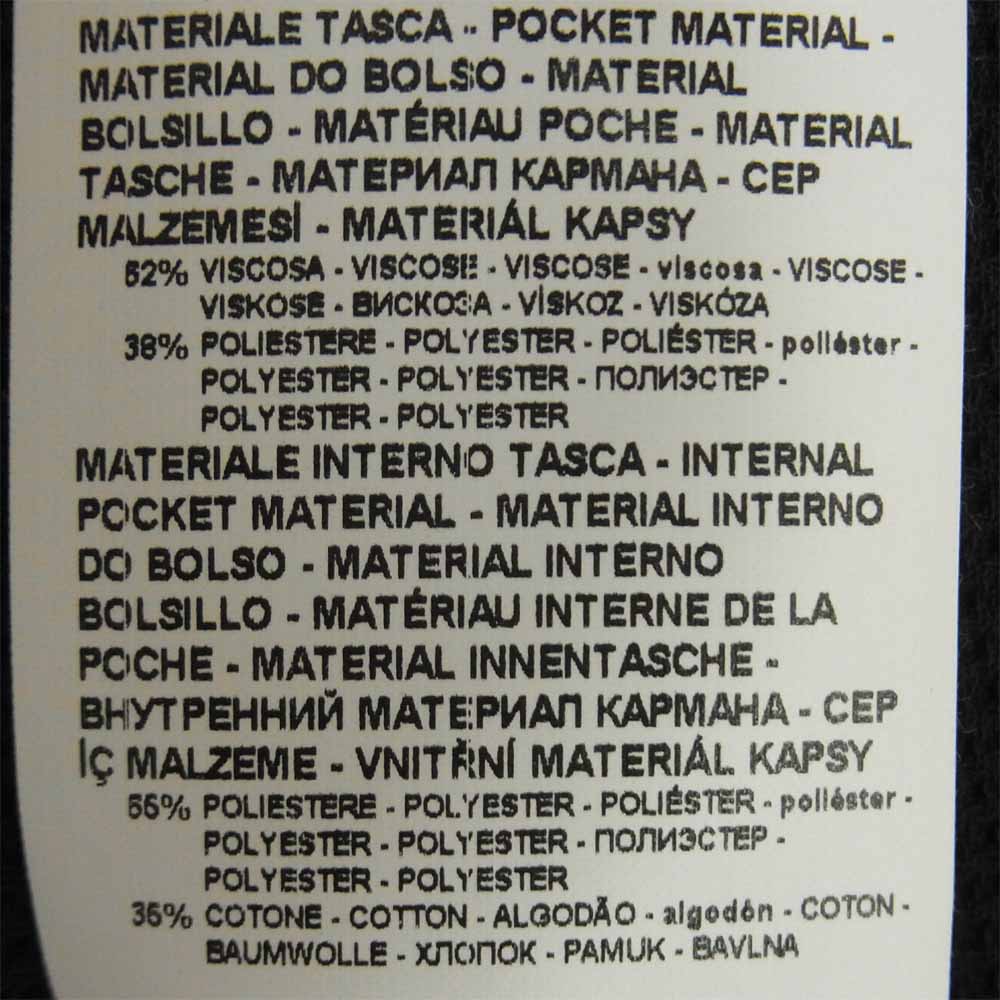 MATERIALE TASCA - POCKET MATERIAL -
MATERIAL DO BOLSO - MATERIAL
BOLSILLO - MATÉRIAU POCHE - MATERIAL
TASCHE - МАТЕРИАЛ КАРМАНА - CEP
MALZEMESİ - MATERIÁL KAPSY
62% VISCOSA - VISCOSE - VISCOSE - viscosa - VISCOSE -
VISKOSE - ВИСКОЗА - VİSKOZ - VISKÓZA
38% POLIESTERE - POLYESTER - POLIÉSTER - poliéster -
POLYESTER - POLYESTER - ПОЛИЭСТЕР -
POLYESTER - POLYESTER
MATERIALE INTERNO TASCA - INTERNAL
POCKET MATERIAL - MATERIAL INTERNO
DO BOLSO - MATERIAL INTERNO
BOLSILLO - MATÉRIAU INTERNE DE LA
POCHE - MATERIAL INNENTASCHE -
ВНУТРЕННИЙ МАТЕРИАЛ КАРМАНА - CEP
İÇ MALZEME - VNITŘNÍ MATERIÁL KAPSY
65% POLIESTERE - POLYESTER - POLIÉSTER - poliéster -
POLYESTER - POLYESTER - ПОЛИЭСТЕР -
POLYESTER - POLYESTER
35% COTONE - COTTON - ALGODÃO - algodón - COTON -
BAUMWOLLE - ХЛОПОК - PAMUK - BAVLNA